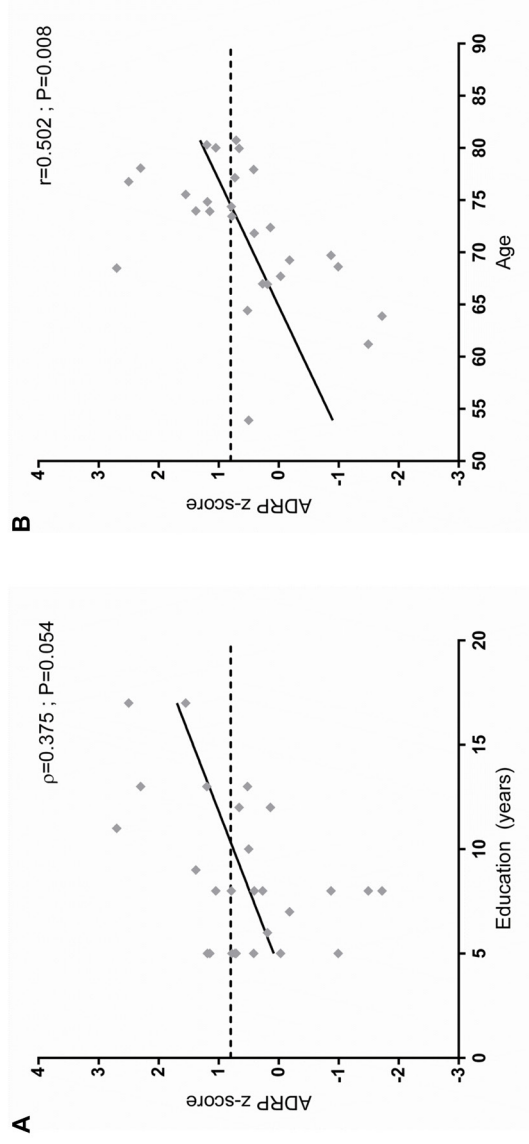 A
ρ=0.375 ; P=0.054
4
3
2
1
0
-1
-2
-3
ADRP z-score
0 5 10 15 20
Education (years)
B
r=0.502 ; P=0.008
4
3
2
1
0
-1
-2
-3
ADRP z-score
50 55 60 65 70 75 80 85 90
Age